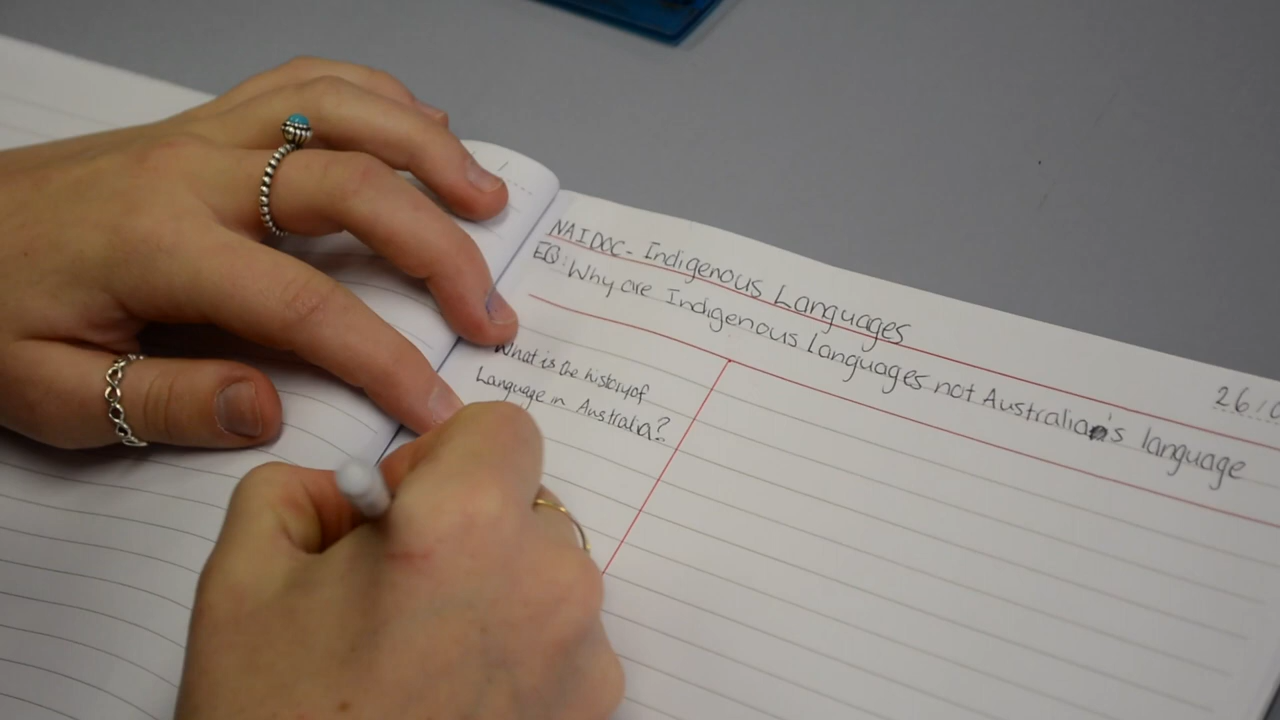 NAIDOC - Indigenous Languages
26/0
EQ: Why are Indigenous Languages not Australia's language
What is the history of
Language in Australia?